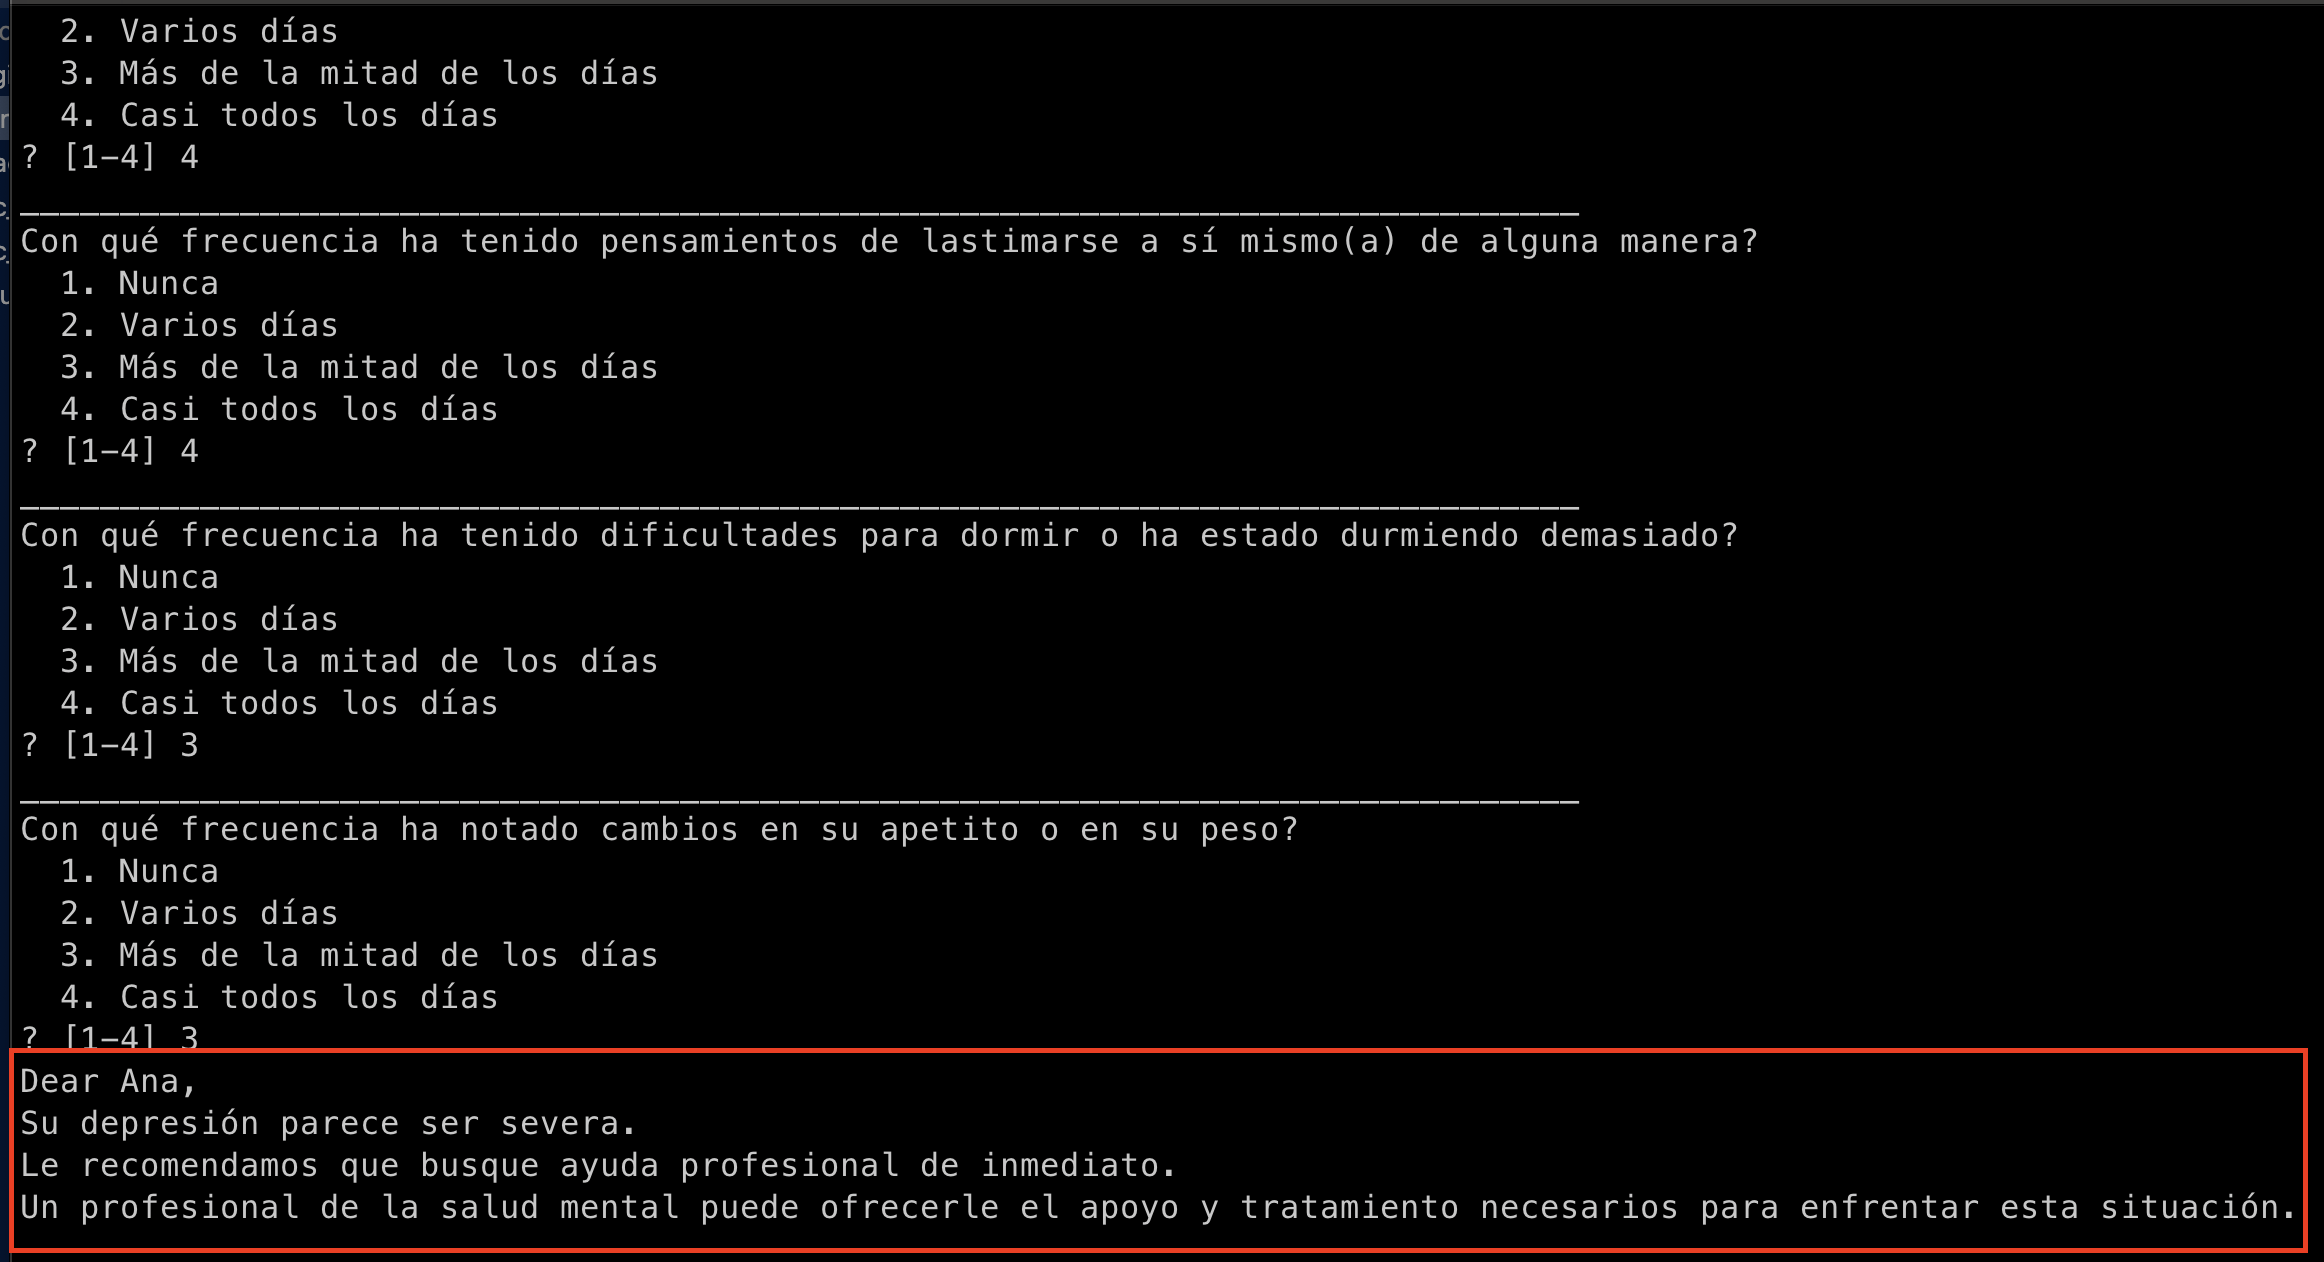 2. Varios días
3. Más de la mitad de los días
4. Casi todos los días
? [1-4] 4
Con qué frecuencia ha tenido pensamientos de lastimarse a sí mismo(a) de alguna manera?
1. Nunca
2. Varios días
3. Más de la mitad de los días
4. Casi todos los días
? [1-4] 4
Con qué frecuencia ha tenido dificultades para dormir o ha estado durmiendo demasiado?
1. Nunca
2. Varios días
3. Más de la mitad de los días
4. Casi todos los días
? [1-4] 3
Con qué frecuencia ha notado cambios en su apetito o en su peso?
1. Nunca
2. Varios días
3. Más de la mitad de los días
4. Casi todos los días
? [1-4] 3
Dear Ana,
Su depresión parece ser severa.
Le recomendamos que busque ayuda profesional de inmediato.
Un profesional de la salud mental puede ofrecerle el apoyo y tratamiento necesarios para enfrentar esta situación.